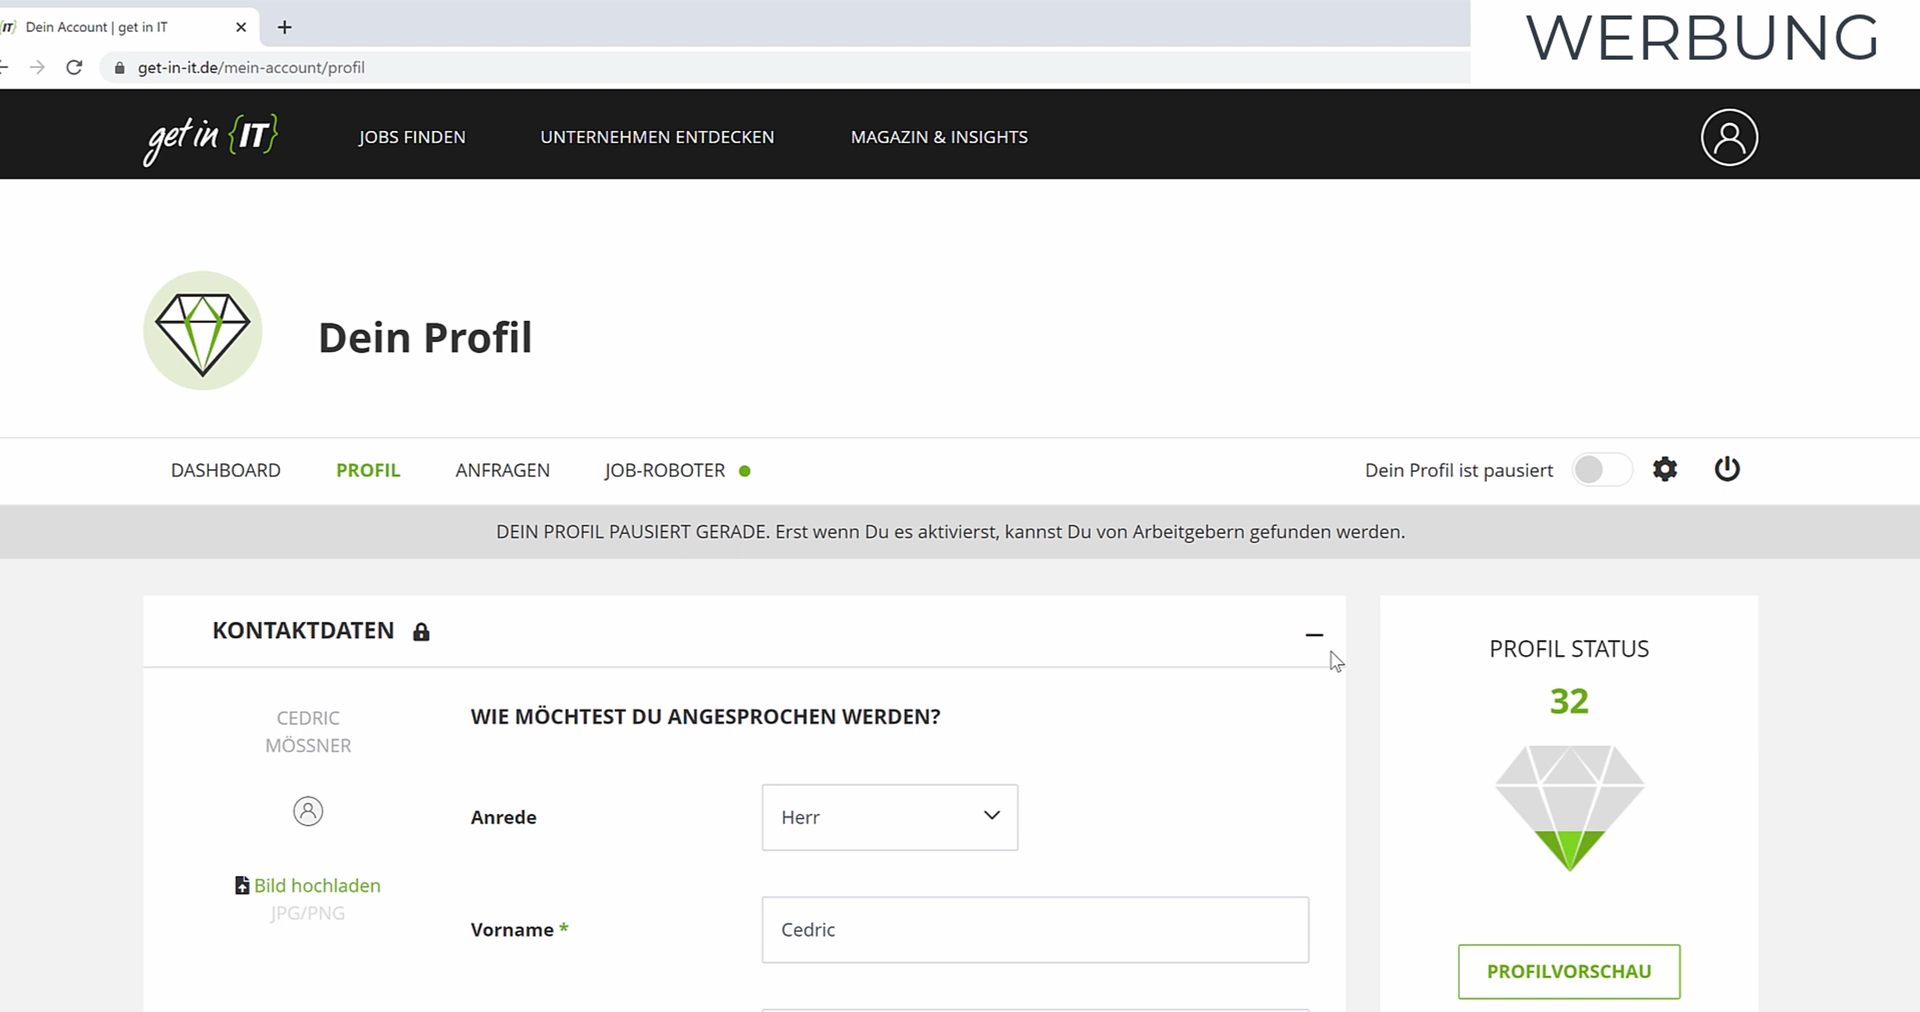 Dein Account | get in IT
WERBUNG
get-in-it.de/mein-account/profil
get in {IT}
JOBS FINDEN
UNTERNEHMEN ENTDECKEN
MAGAZIN & INSIGHTS
Dein Profil
DASHBOARD
PROFIL
ANFRAGEN
JOB-ROBOTER
Dein Profil ist pausiert
DEIN PROFIL PAUSIERT GERADE. Erst wenn Du es aktivierst, kannst Du von Arbeitgebern gefunden werden.
KONTAKTDATEN
CEDRIC
MÖSSNER
Bild hochladen
JPG/PNG
WIE MÖCHTEST DU ANGESPROCHEN WERDEN?
Anrede
Herr
Vorname *
Cedric
PROFIL STATUS
32
PROFILVORSCHAU